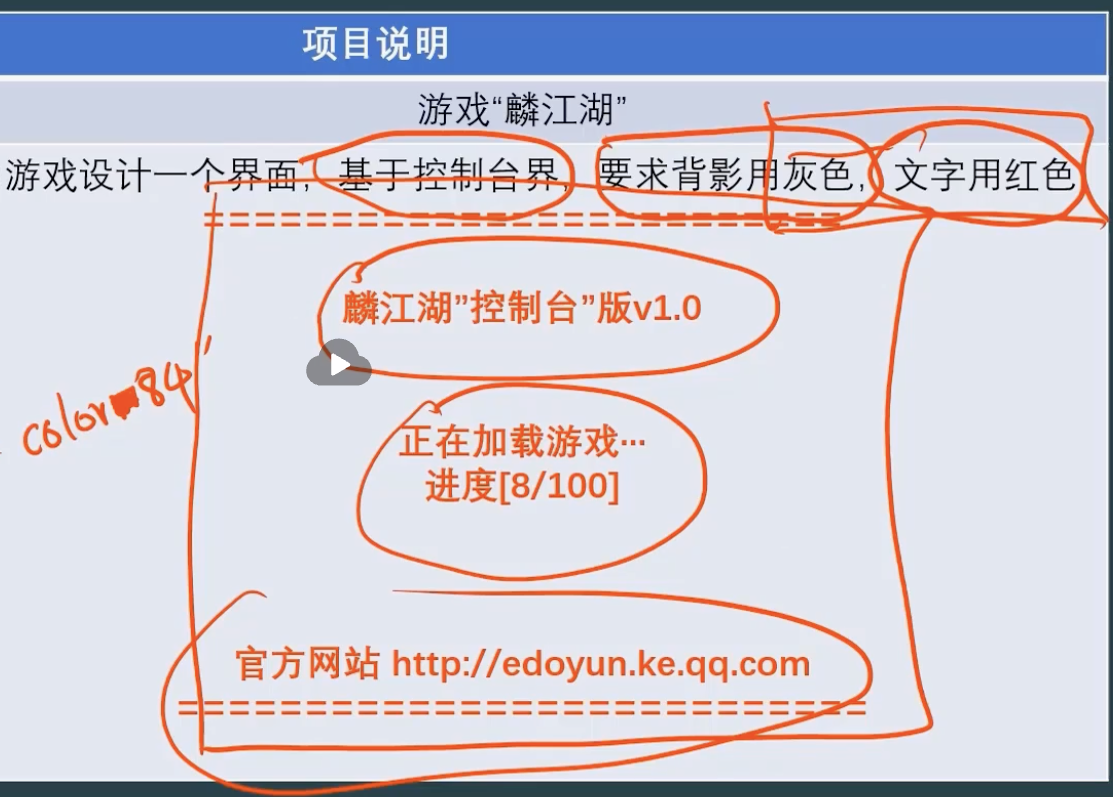 项目说明
游戏“麟江湖”
游戏设计一个界面，基于控制台界，要求背影用灰色，文字用红色
===========================
麟江湖”控制台”版v1.0
color 84
正在加载游戏…
进度[8/100]
官方网站 http://edoyun.ke.qq.com
=============================